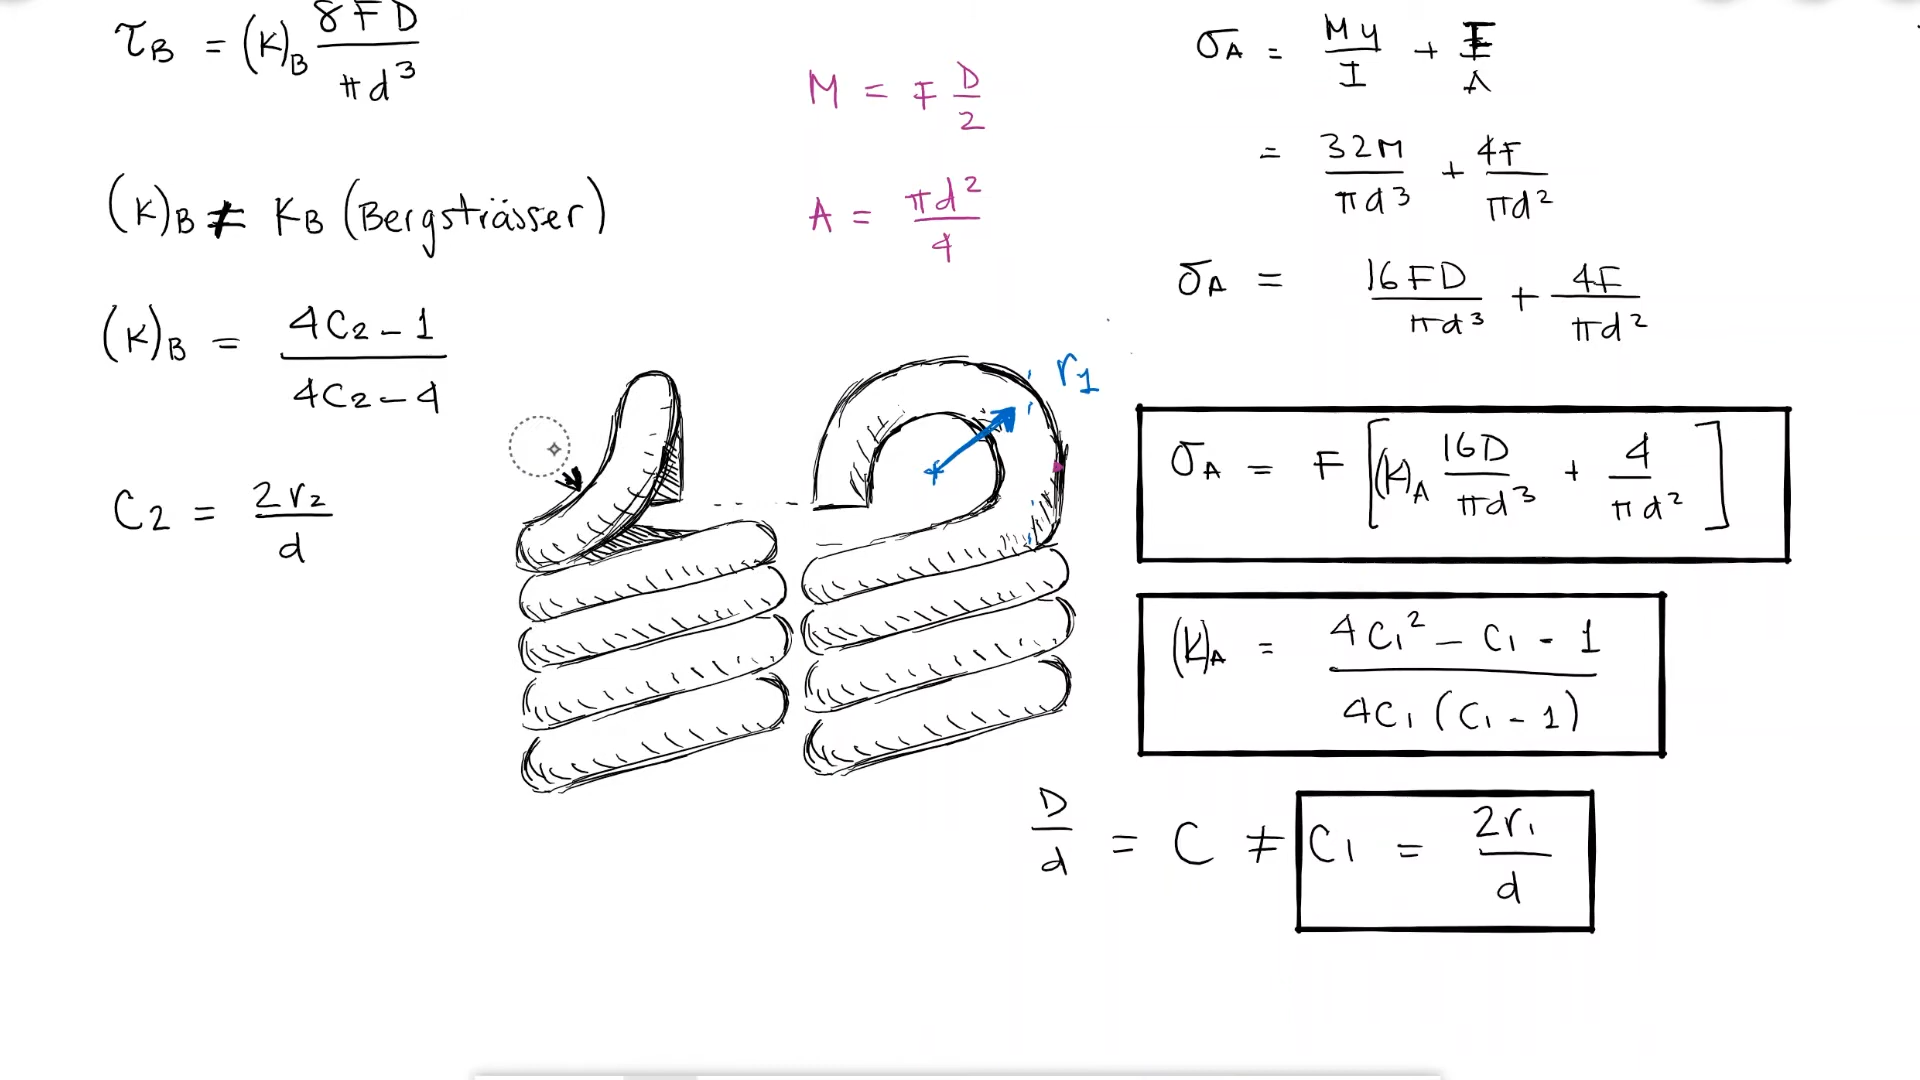 τB = (K)B 8FD / πd³
(K)B ≠ KB (Bergsträsser)
(K)B = 4C2 - 1 / 4C2 - 4
C2 = 2r2 / d
M = F D / 2
A = πd² / 4
r1
σA = My / I + F / A
= 32M / πd³ + 4F / πd²
σA = 16FD / πd³ + 4F / πd²
σA = F [(K)A 16D / πd³ + 4 / πd²]
(K)A = 4C1² - C1 - 1 / 4C1 (C1 - 1)
D / d = C ≠ C1 = 2r1 / d